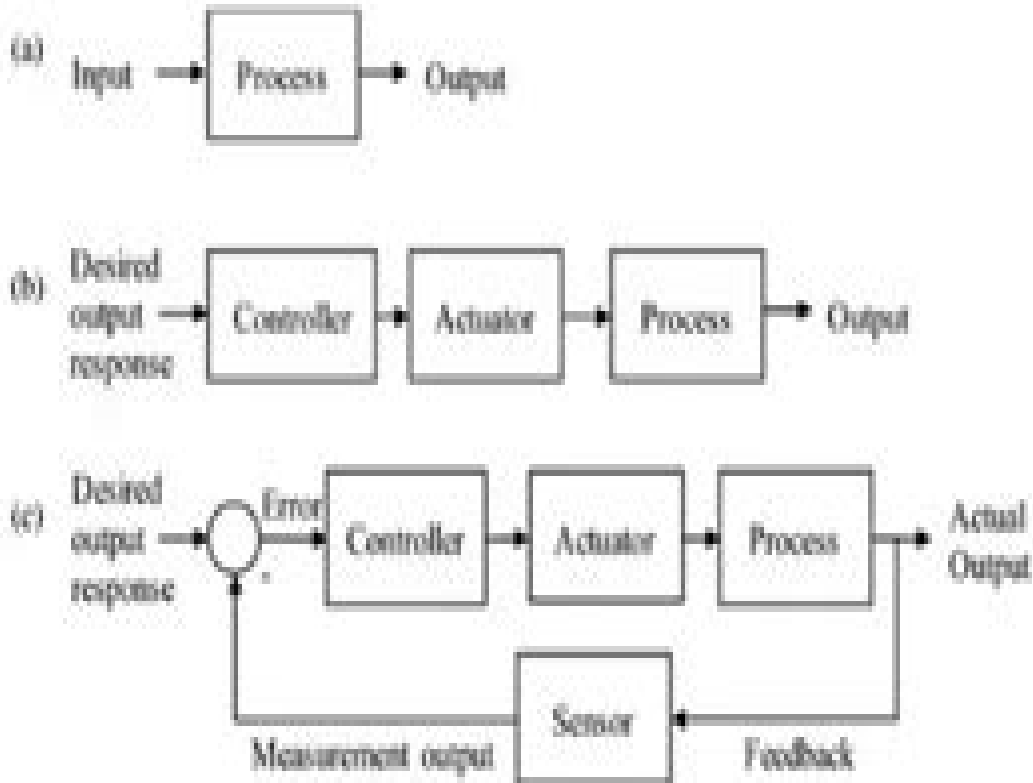 (a)
Input
Process
Output
(b)
Desired
output
response
Controller
Actuator
Process
Output
(c)
Desired
output
response
Error
Controller
Actuator
Process
Actual
Output
-
Sensor
Measurement output
Feedback